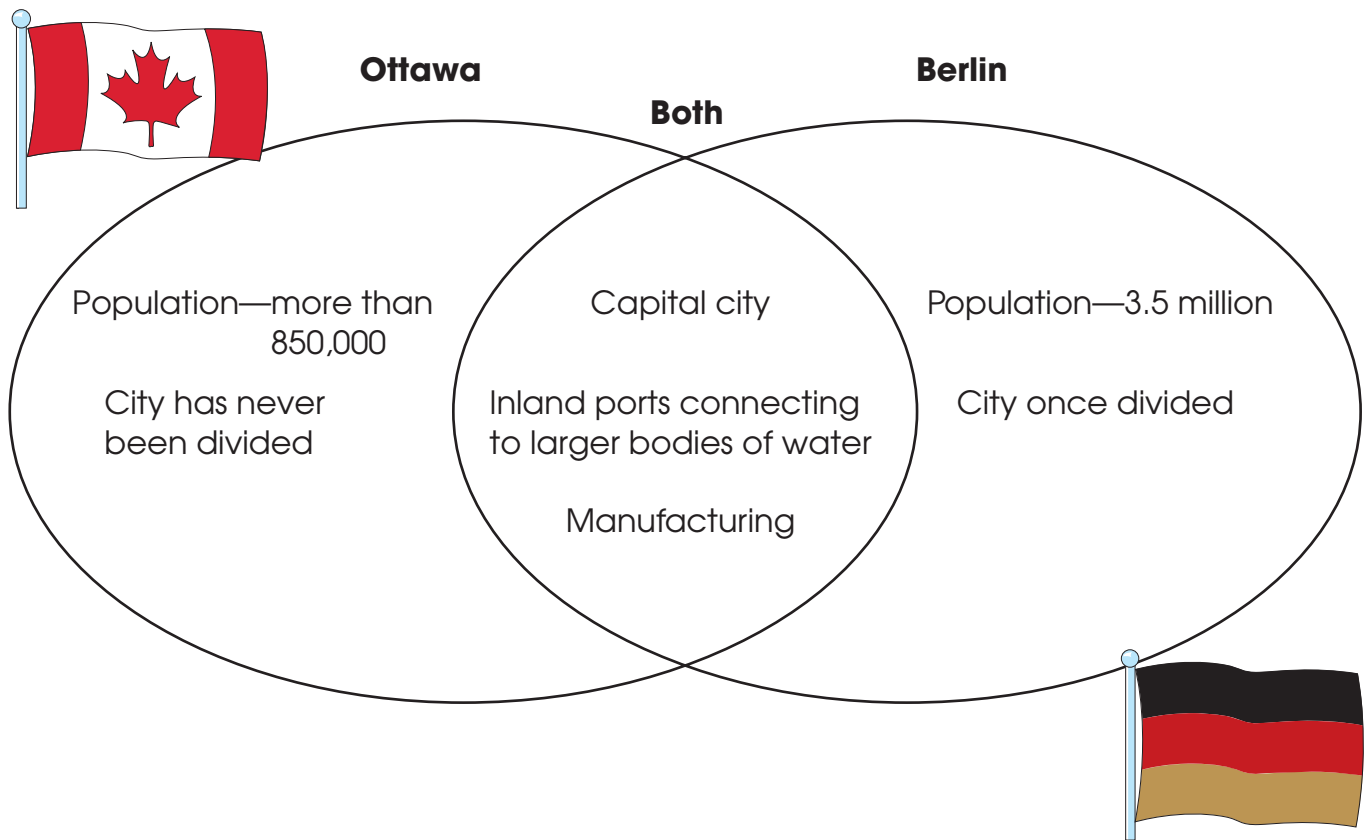 Ottawa
Berlin
Both
Population—more than
850,000
City has never
been divided
Capital city
Inland ports connecting
to larger bodies of water
Manufacturing
Population—3.5 million
City once divided